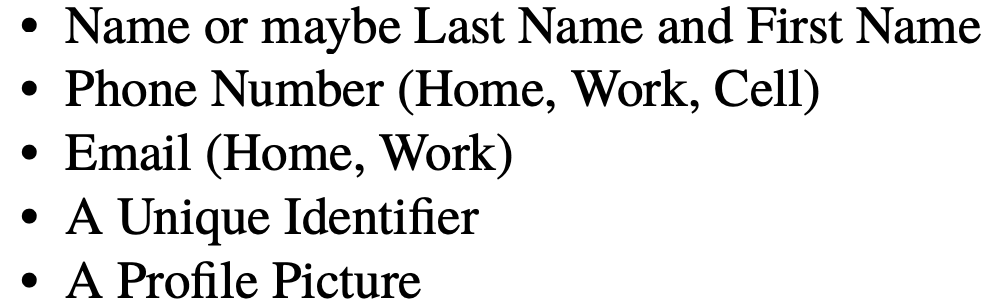 • Name or maybe Last Name and First Name
• Phone Number (Home, Work, Cell)
• Email (Home, Work)
• A Unique Identifier
• A Profile Picture